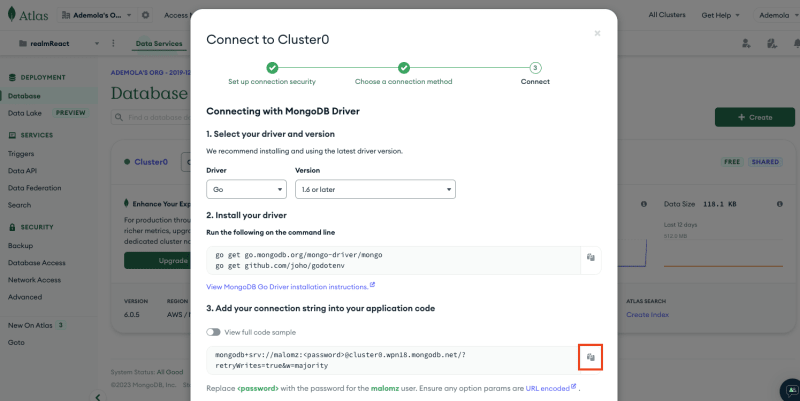 Atlas
Ademola's O...
Access
All Clusters
Get Help
Ademola
realmReact
Data Services
Connect to Cluster0
Set up connection security
Choose a connection method
3
Connect
DEPLOYMENT
Database
Data Lake
PREVIEW
SERVICES
Triggers
Data API
Data Federation
Search
SECURITY
Backup
Database Access
Network Access
Advanced
New On Atlas 3
Goto
ADEMOLA'S ORG - 2019-12
Database
Find a database
+ Create
Cluster0
FREE
SHARED
Enhance Your Exp
For production throu
richer metrics, upgra
dedicated cluster no
Upgrade
Data Size 118.1 KB
Last 12 days
512.0 MB
VERSION
6.0.5
REGION
AWS /
ATLAS SEARCH
Create Index
System Status: All Good
©2023 MongoDB, Inc.
Connecting with MongoDB Driver
1. Select your driver and version
We recommend installing and using the latest driver version.
Driver
Version
Go
1.6 or later
2. Install your driver
Run the following on the command line
go get go.mongodb.org/mongo-driver/mongo
go get github.com/joho/godotenv
View MongoDB Go Driver installation instructions.
3. Add your connection string into your application code
View full code sample
mongodb+srv://malomz:<password>@cluster0.wpn18.mongodb.net/?
retryWrites=true&w=majority
Replace <password> with the password for the malomz user. Ensure any option params are URL encoded .